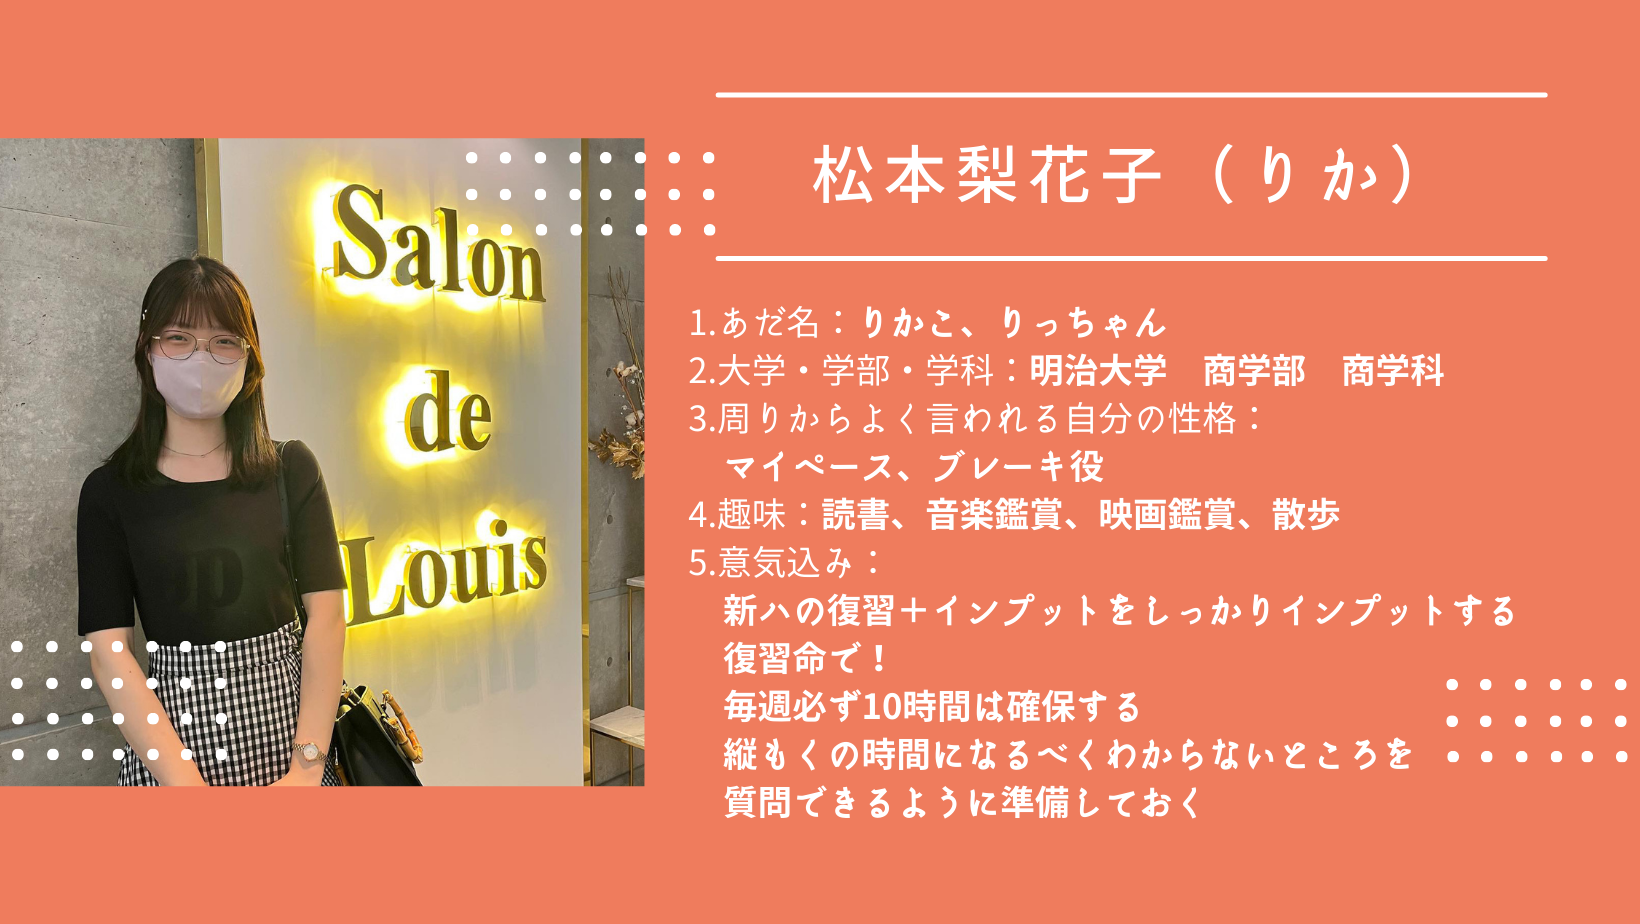 Salon
de
Louis
松本梨花子（りか）
1.あだ名：りかこ、りっちゃん
2.大学・学部・学科：明治大学　商学部　商学科
3.周りからよく言われる自分の性格：
マイペース、ブレーキ役
4.趣味：読書、音楽鑑賞、映画鑑賞、散歩
5.意気込み：
新ハの復習＋インプットをしっかりインプットする
復習命で！
毎週必ず10時間は確保する
縦もくの時間になるべくわからないところを
質問できるように準備しておく